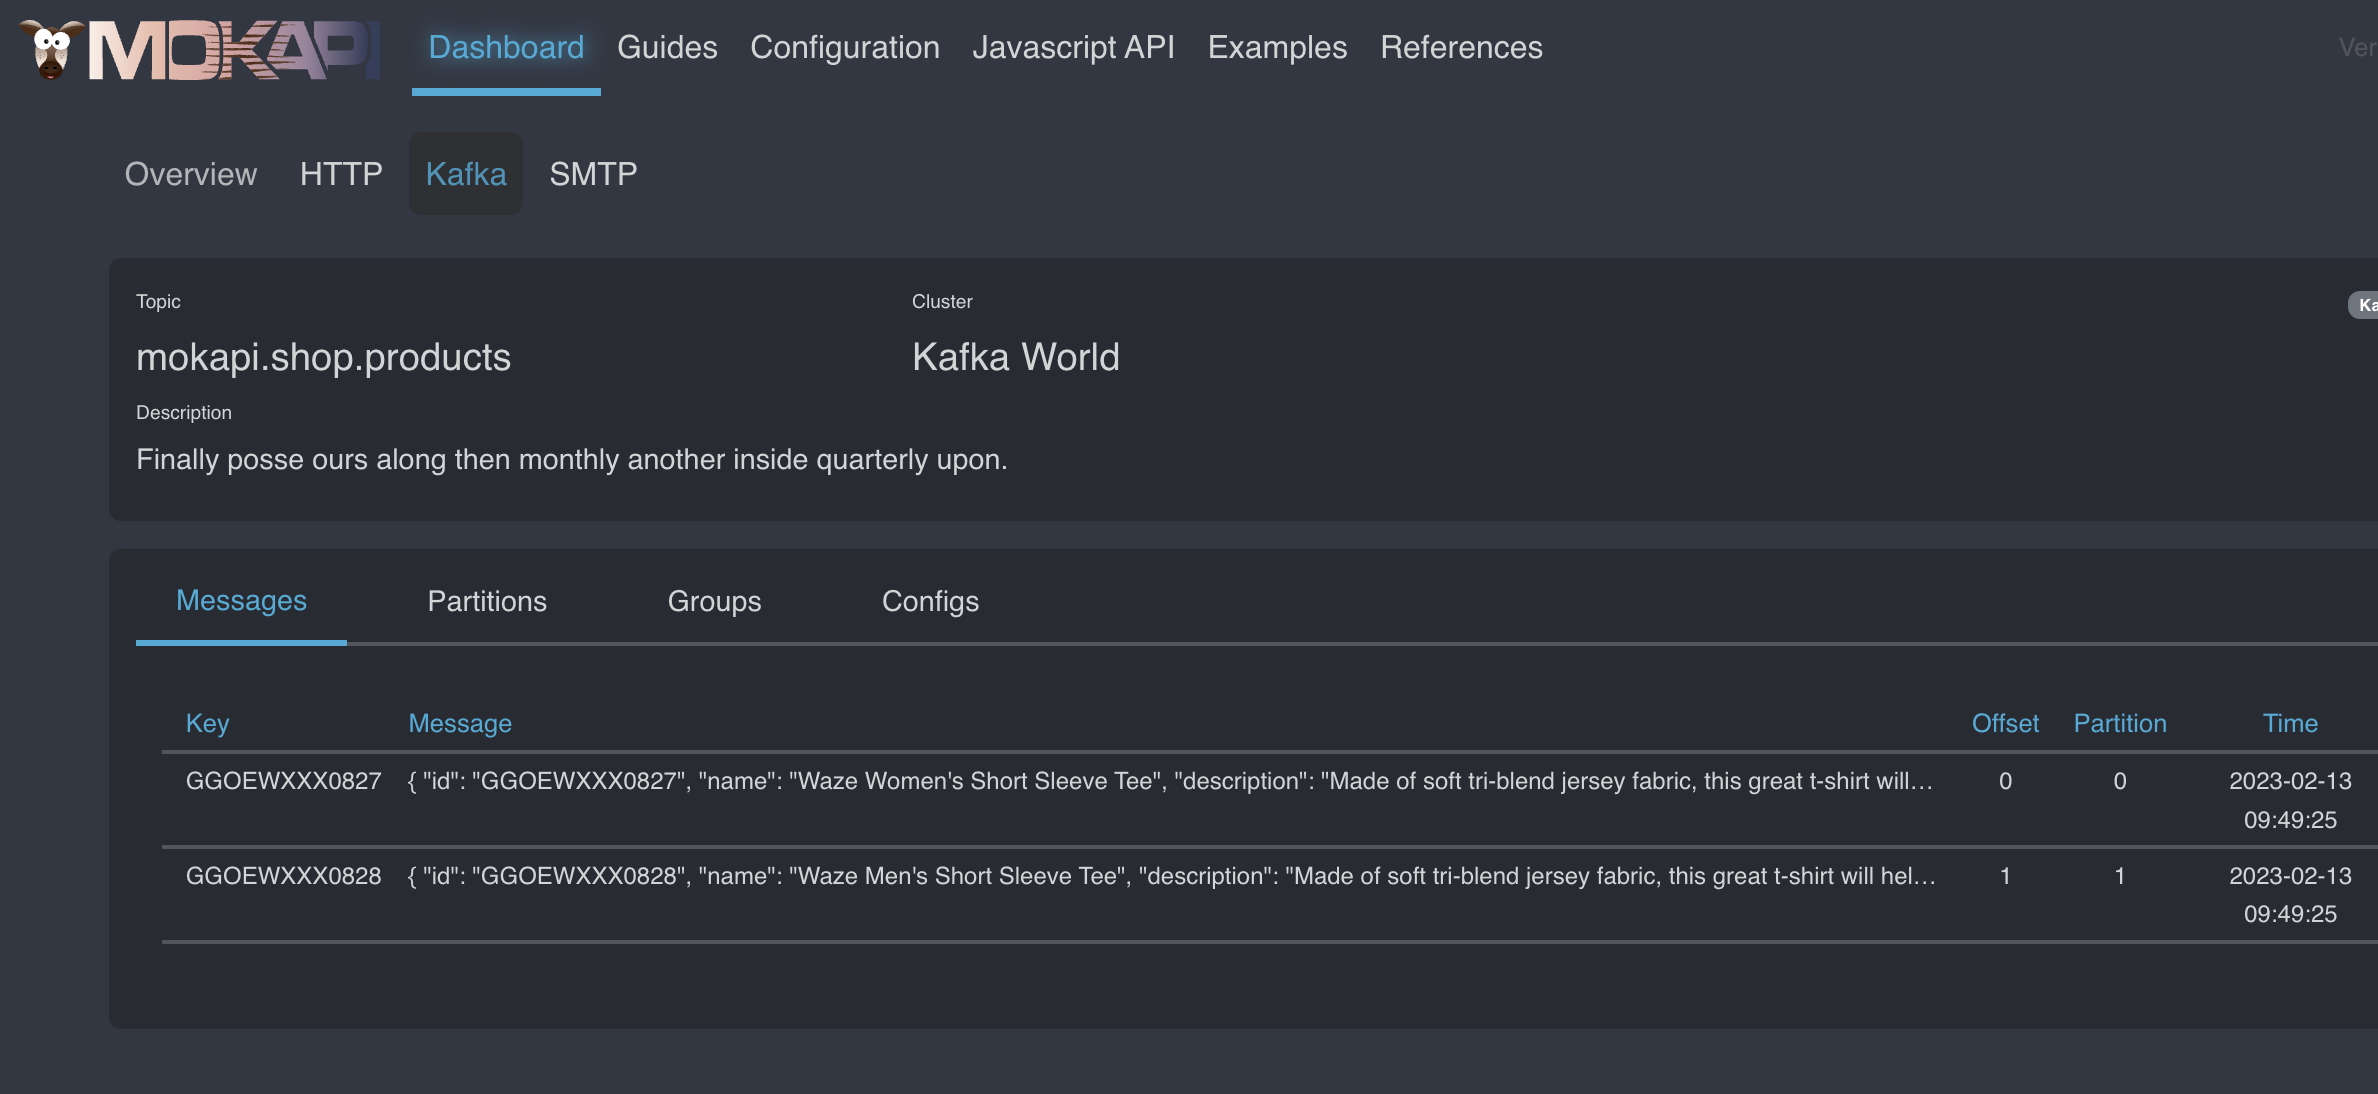 MOKAPI Dashboard Guides Configuration Javascript API Examples References
Overview HTTP Kafka SMTP
Topic Cluster
mokapi.shop.products Kafka World
Description
Finally posse ours along then monthly another inside quarterly upon.
Messages Partitions Groups Configs
Key Message Offset Partition Time
GGOEWXXX0827 { "id": "GGOEWXXX0827", "name": "Waze Women's Short Sleeve Tee", "description": "Made of soft tri-blend jersey fabric, this great t-shirt will... 0 0 2023-02-13
09:49:25
GGOEWXXX0828 { "id": "GGOEWXXX0828", "name": "Waze Men's Short Sleeve Tee", "description": "Made of soft tri-blend jersey fabric, this great t-shirt will hel... 1 1 2023-02-13
09:49:25